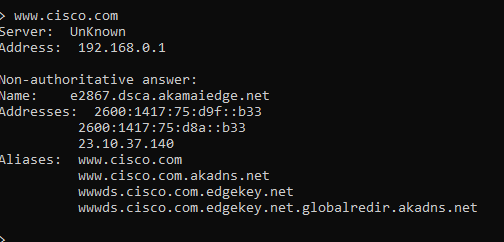 > www.cisco.com
Server:  UnKnown
Address:  192.168.0.1

Non-authoritative answer:
Name:    e2867.dsca.akamaiedge.net
Addresses:  2600:1417:75:d9f::b33
          2600:1417:75:d8a::b33
          23.10.37.140
Aliases:  www.cisco.com
          www.cisco.com.akadns.net
          wwwds.cisco.com.edgekey.net
          wwwds.cisco.com.edgekey.net.globalredir.akadns.net

>